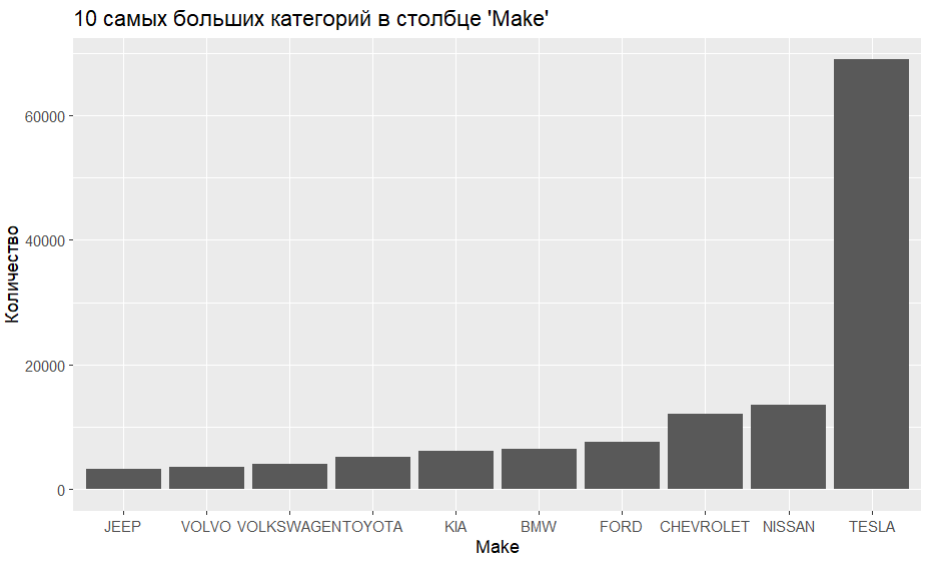 10 самых больших категорий в столбце 'Make'
Количество
60000
40000
20000
0
JEEP VOLVO VOLKSWAGEN TOYOTA KIA BMW FORD CHEVROLET NISSAN TESLA
Make